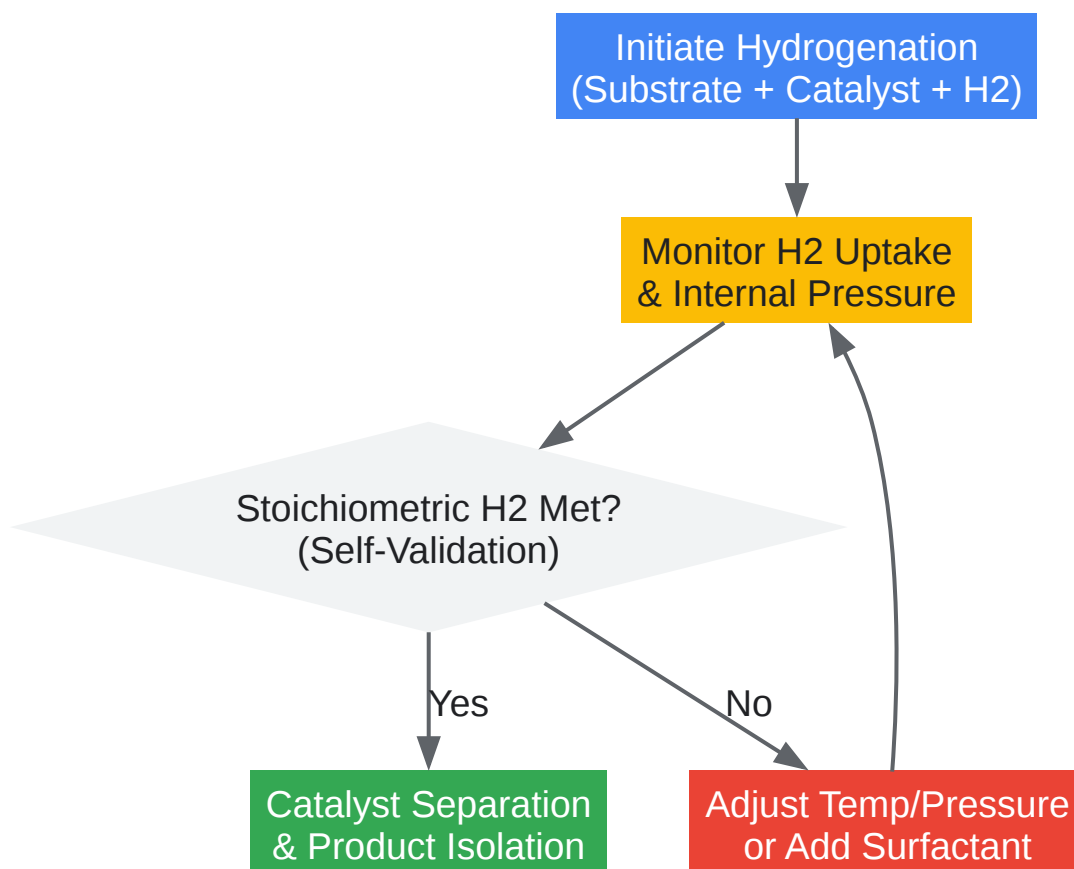 Initiate Hydrogenation
(Substrate + Catalyst + H2)
Monitor H2 Uptake
& Internal Pressure
Stoichiometric H2 Met?
(Self-Validation)
Yes
No
Catalyst Separation
& Product Isolation
Adjust Temp/Pressure
or Add Surfactant